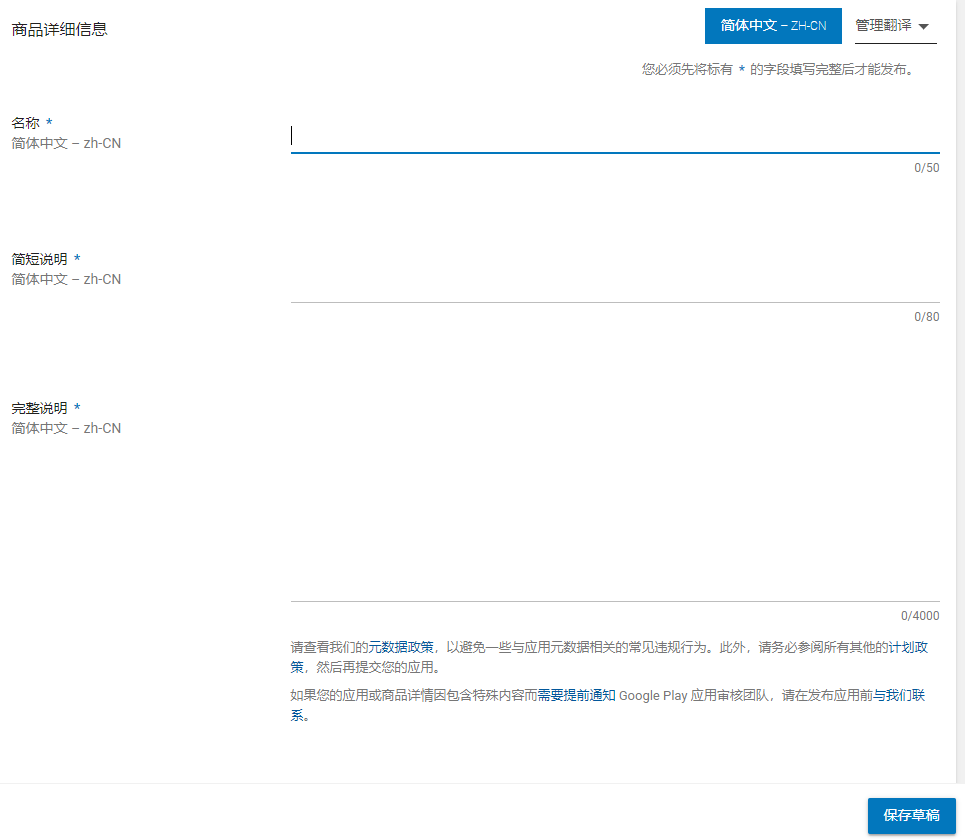 商品详细信息
简体中文 – ZH-CN
管理翻译
您必须先将标有 * 的字段填写完整后才能发布。
名称 *
简体中文 – zh-CN
0/50
简短说明 *
简体中文 – zh-CN
0/80
完整说明 *
简体中文 – zh-CN
0/4000
请查看我们的元数据政策，以避免一些与应用元数据相关的常见违规行为。此外，请务必参阅所有其他的计划政
策，然后再提交您的应用。
如果您的应用或商品详情因包含特殊内容而需要提前通知 Google Play 应用审核团队，请在发布应用前与我们联
系。
保存草稿